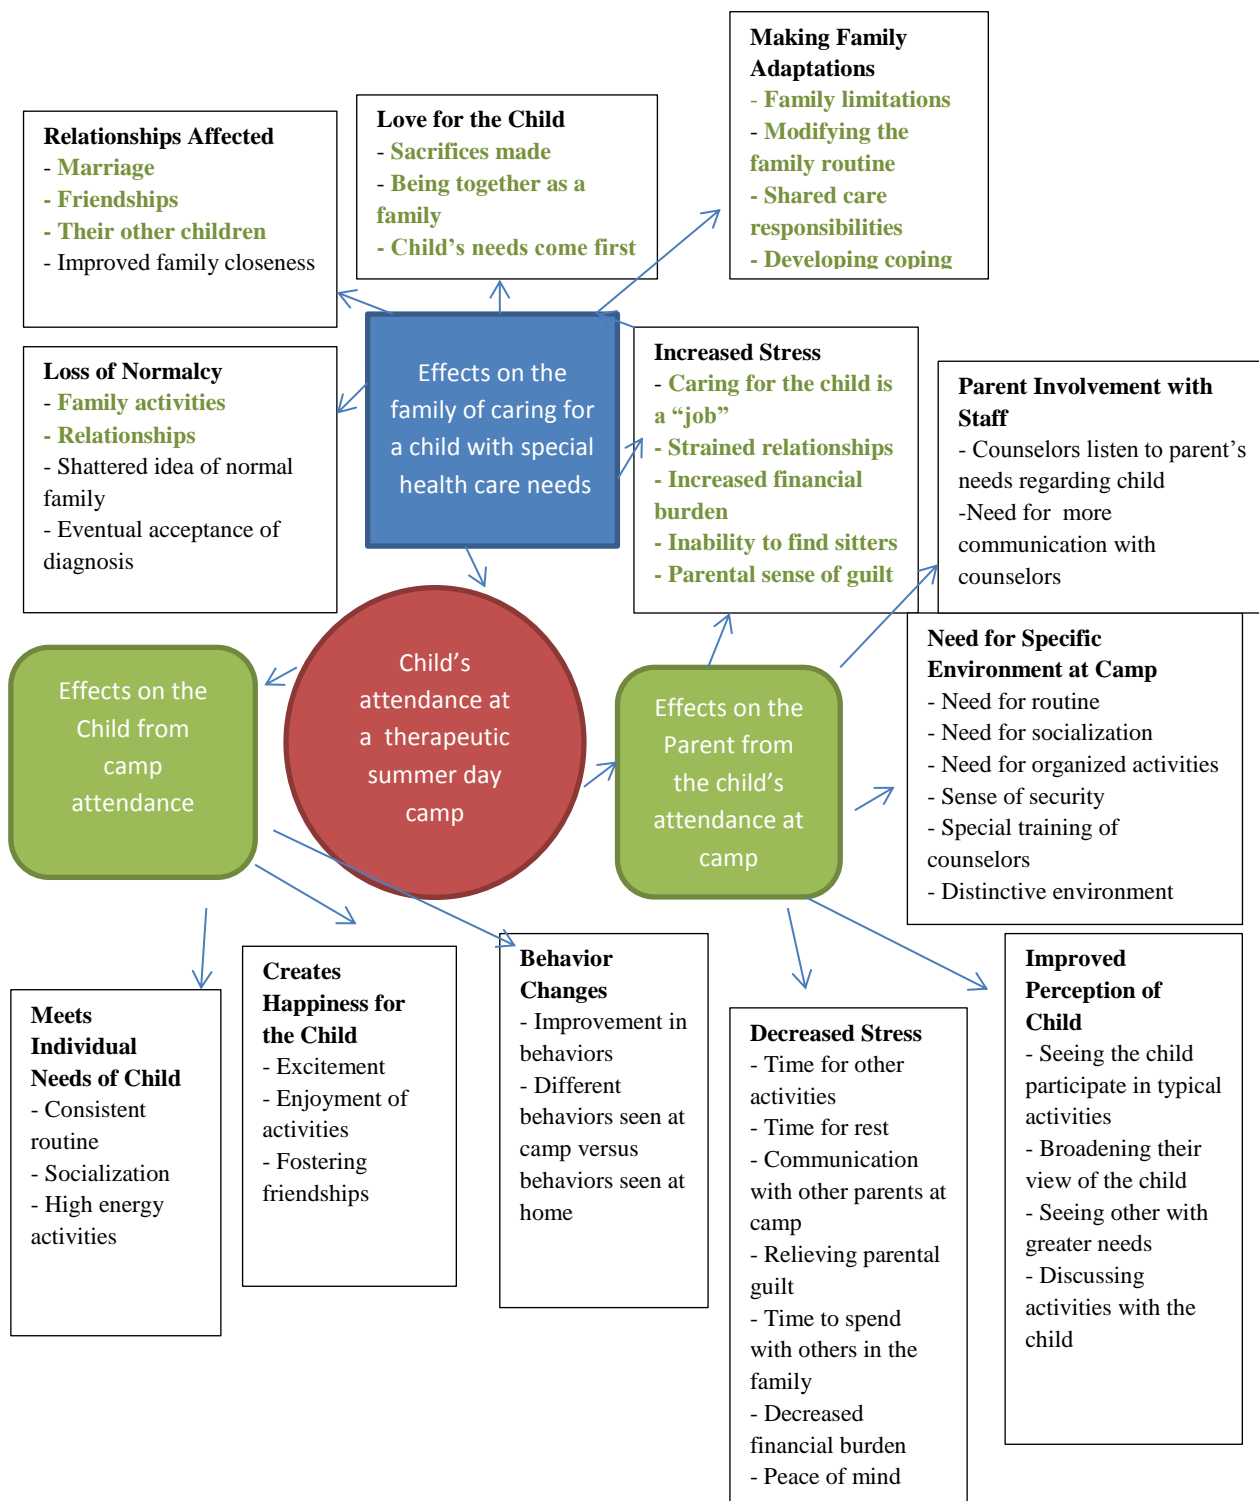 Making Family
Adaptations
- Family limitations
- Modifying the
family routine
- Shared care
responsibilities
- Developing coping
Love for the Child
- Sacrifices made
- Being together as a
family
- Child’s needs come first
Relationships Affected
- Marriage
- Friendships
- Their other children
- Improved family closeness
Loss of Normalcy
- Family activities
- Relationships
- Shattered idea of normal
family
- Eventual acceptance of
diagnosis
Effects on the
family of caring for
a child with special
health care needs
Increased Stress
- Caring for the child is
a “job”
- Strained relationships
- Increased financial
burden
- Inability to find sitters
- Parental sense of guilt
Parent Involvement with
Staff
- Counselors listen to parent’s
needs regarding child
-Need for more
communication with
counselors
Effects on the
Child from
camp
attendance
Child’s
attendance at
a therapeutic
summer day
camp
Effects on the
Parent from
the child’s
attendance at
camp
Need for Specific
Environment at Camp
- Need for routine
- Need for socialization
- Need for organized activities
- Sense of security
- Special training of
counselors
- Distinctive environment
Meets
Individual
Needs of Child
- Consistent
routine
- Socialization
- High energy
activities
Creates
Happiness for
the Child
- Excitement
- Enjoyment of
activities
- Fostering
friendships
Behavior
Changes
- Improvement in
behaviors
- Different
behaviors seen at
camp versus
behaviors seen at
home
Decreased Stress
- Time for other
activities
- Time for rest
- Communication
with other parents at
camp
- Relieving parental
guilt
- Time to spend
with others in the
family
- Decreased
financial burden
- Peace of mind
Improved
Perception of
Child
- Seeing the child
participate in typical
activities
- Broadening their
view of the child
- Seeing other with
greater needs
- Discussing
activities with the
child